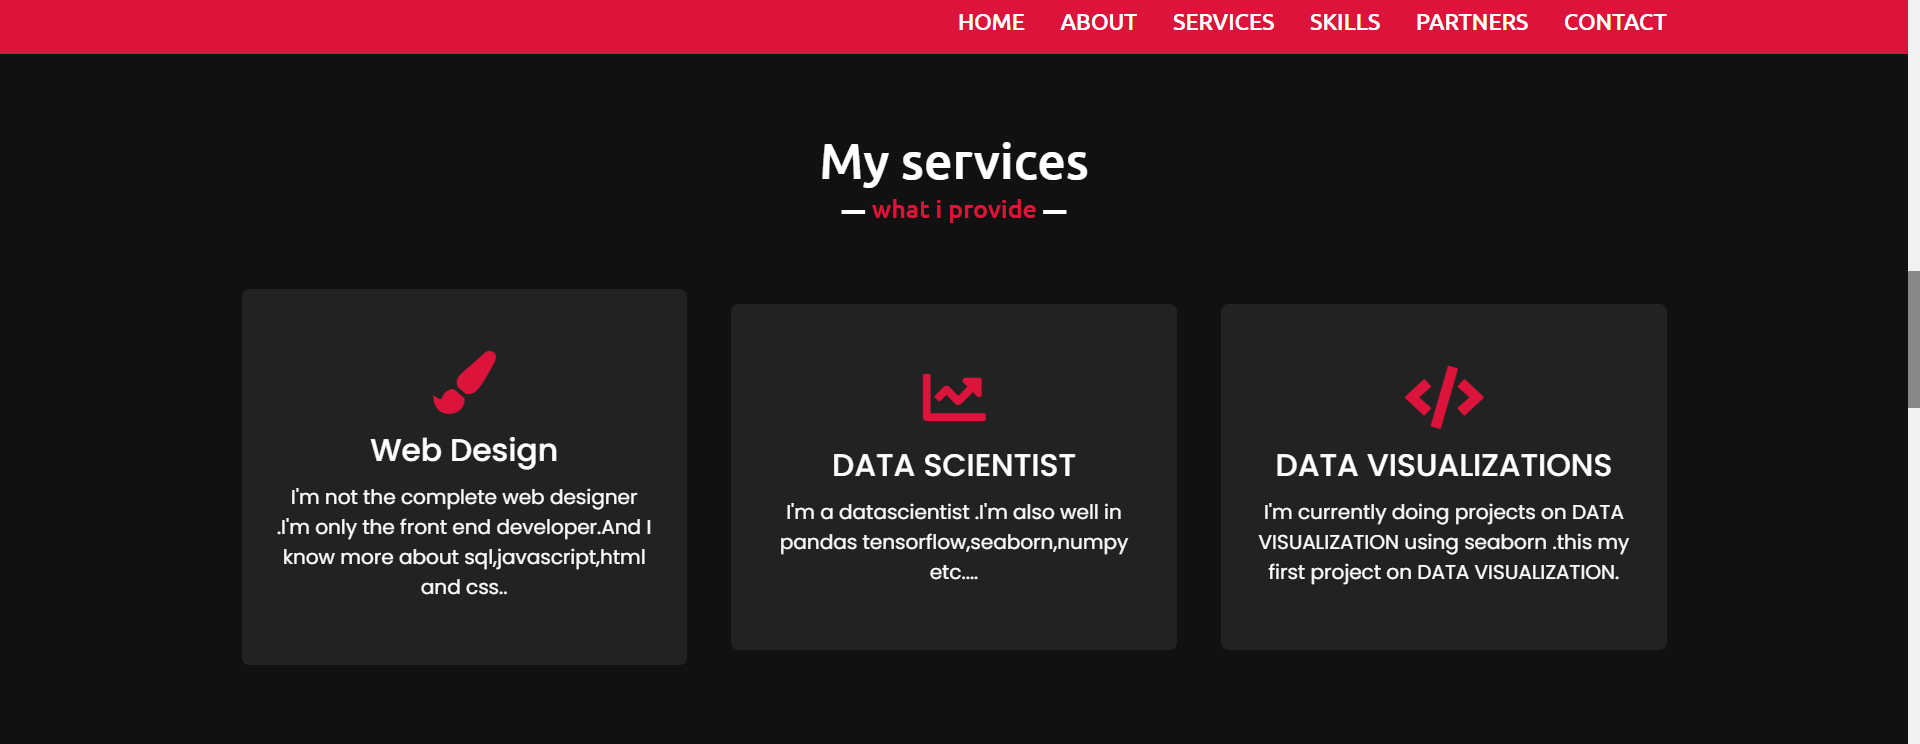 HOME ABOUT SERVICES SKILLS PARTNERS CONTACT
My services
— what i provide —
Web Design
I'm not the complete web designer
.I'm only the front end developer.And I
know more about sql,javascript,html
and css..
DATA SCIENTIST
I'm a datascientist .I'm also well in
pandas tensorflow,seaborn,numpy
etc....
DATA VISUALIZATIONS
I'm currently doing projects on DATA
VISUALIZATION using seaborn .this my
first project on DATA VISUALIZATION.